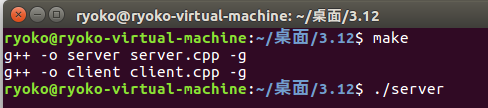 ryoko@ryoko-virtual-machine: ~/桌面/3.12
ryoko@ryoko-virtual-machine:~/桌面/3.12$ make
g++ -o server server.cpp -g
g++ -o client client.cpp -g
ryoko@ryoko-virtual-machine:~/桌面/3.12$ ./server